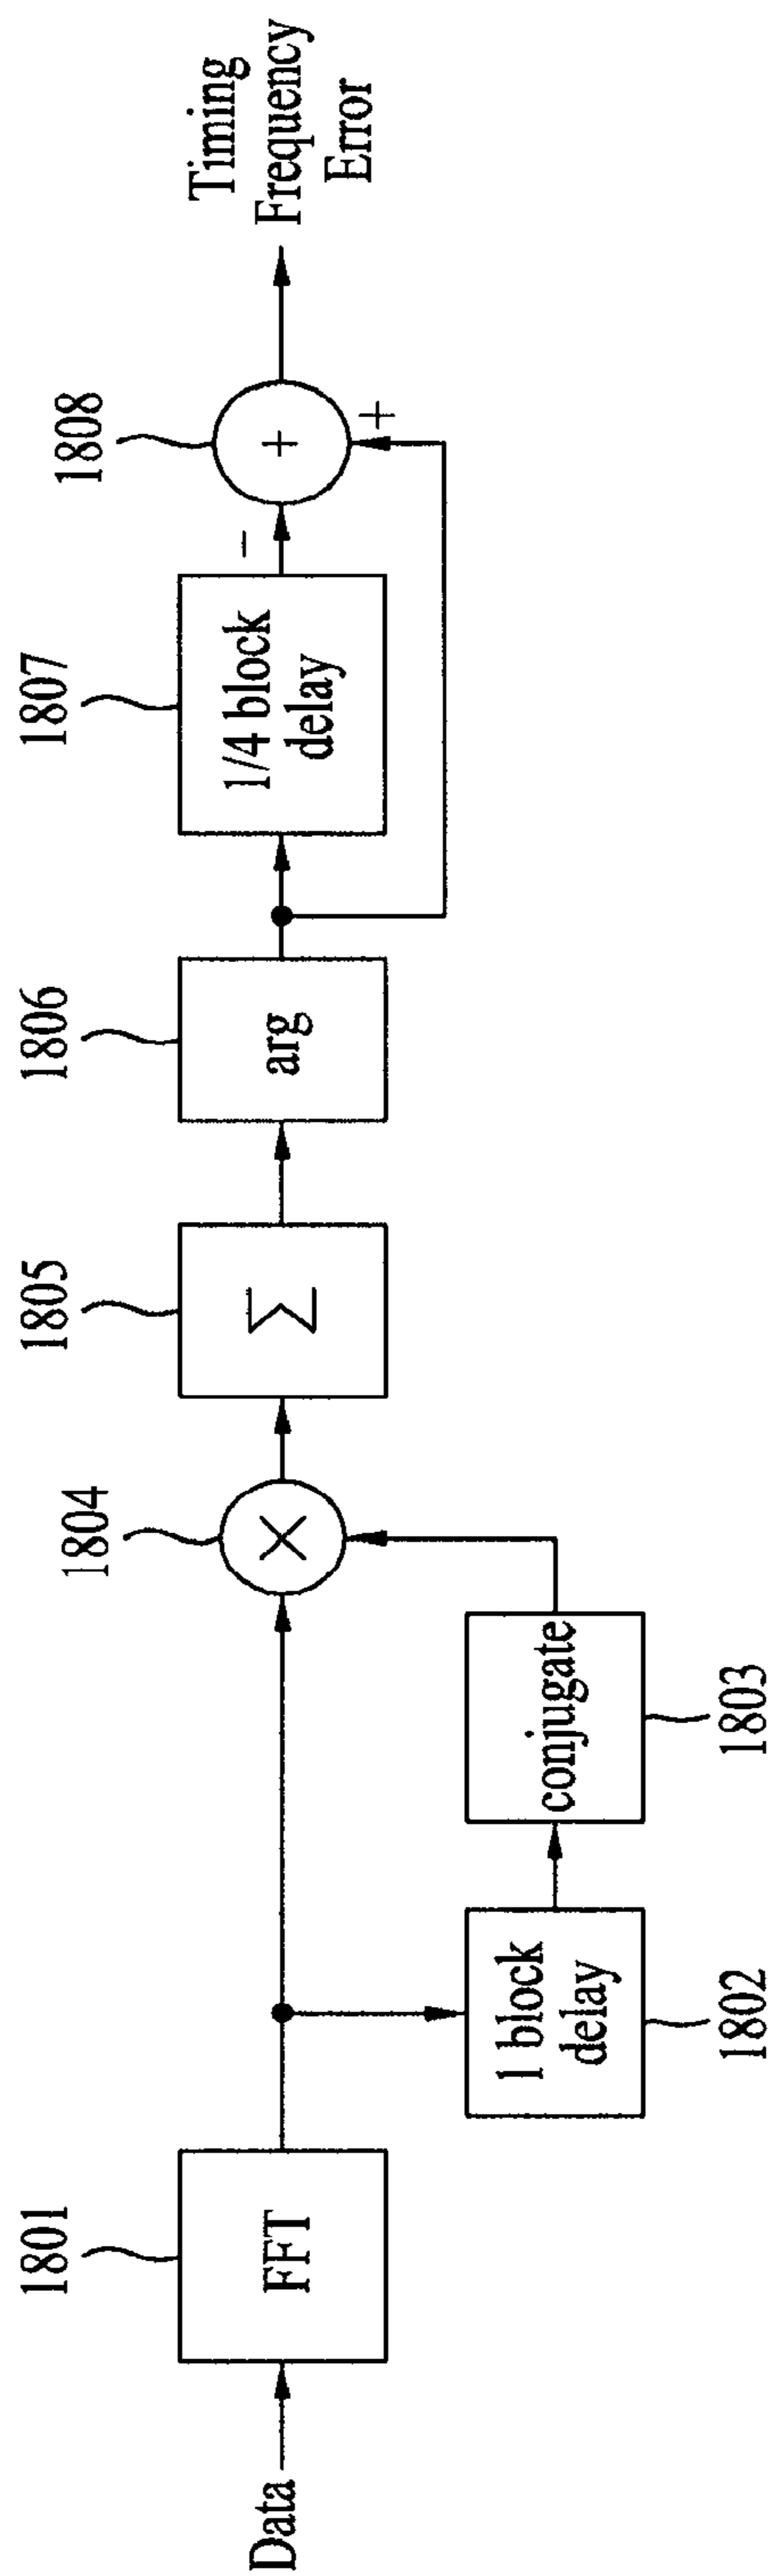 Data
1801
FFT
1 block
delay
1802
conjugate
1803
1804
×
1805
Σ
1806
arg
1807
1/4 block
delay
−
1808
+
+
Timing
Frequency
Error